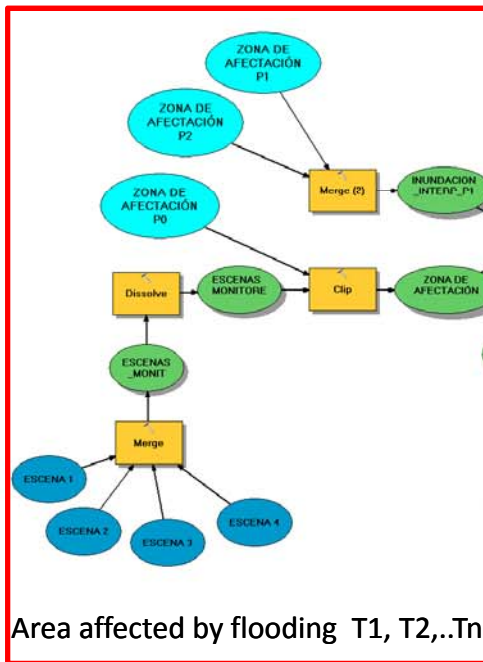 ZONA DE
AFECTACIÓN
P1
ZONA DE
AFECTACIÓN
P2
ZONA DE
AFECTACIÓN
P0
Merge (2)
INUNDACION
_INTERP_P1
Dissolve
ESCENAS
MONITORE
Clip
ZONA DE
AFECTACIÓN
ESCENAS
_MONIT
Merge
ESCENA 1
ESCENA 2
ESCENA 3
ESCENA 4
Area affected by flooding T1, T2,..Tn